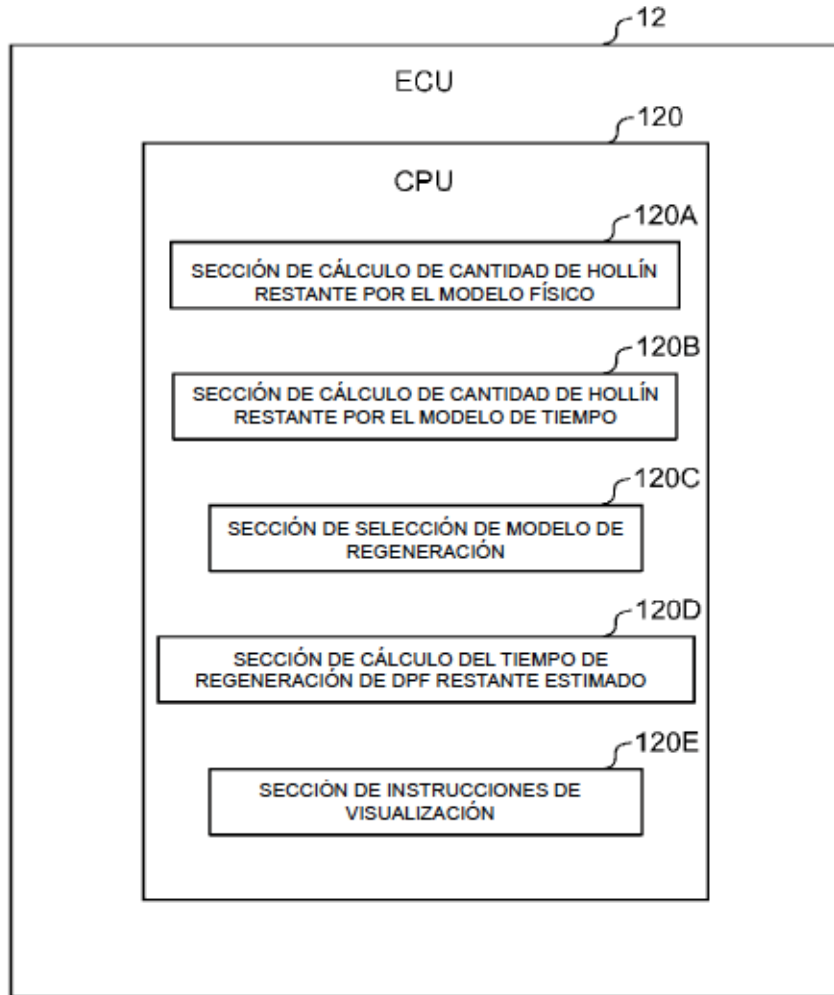 12
ECU
120
CPU
120A
SECCIÓN DE CÁLCULO DE CANTIDAD DE HOLLÍN
RESTANTE POR EL MODELO FÍSICO
120B
SECCIÓN DE CÁLCULO DE CANTIDAD DE HOLLÍN
RESTANTE POR EL MODELO DE TIEMPO
120C
SECCIÓN DE SELECCIÓN DE MODELO DE
REGENERACIÓN
120D
SECCIÓN DE CÁLCULO DEL TIEMPO DE
REGENERACIÓN DE DPF RESTANTE ESTIMADO
120E
SECCIÓN DE INSTRUCCIONES DE
VISUALIZACIÓN